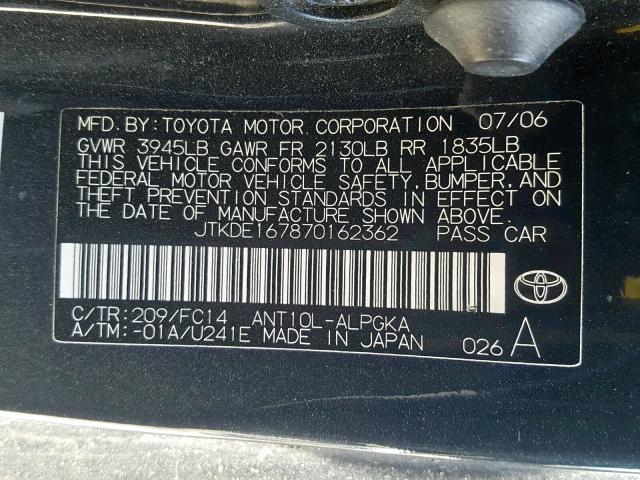 MFD.BY:TOYOTA MOTOR CORPORATION 07/06
GVWR 3945LB GAWR FR 2130LB RR 1835LB
THIS VEHICLE CONFORMS TO ALL APPLICABLE
FEDERAL MOTOR VEHICLE SAFETY,BUMPER,AND
THEFT PREVENTION STANDARDS IN EFFECT ON
THE DATE OF MANUFACTURE SHOWN ABOVE.
JTKDE167870162362 PASS CAR
C/TR:209/FC14 ANT10L-ALPGKA
A/TM:-01A/U241E MADE IN JAPAN 026 A